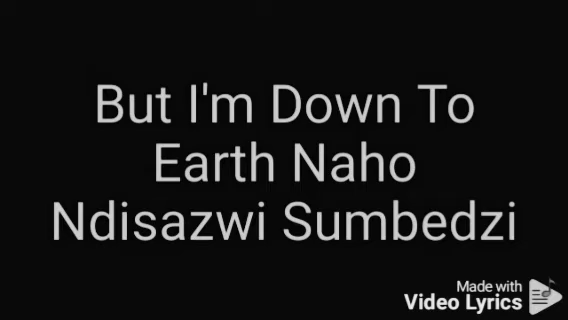 But I'm Down To
Earth Naho
Ndisazwi Sumbedzi
Made with
Video Lyrics